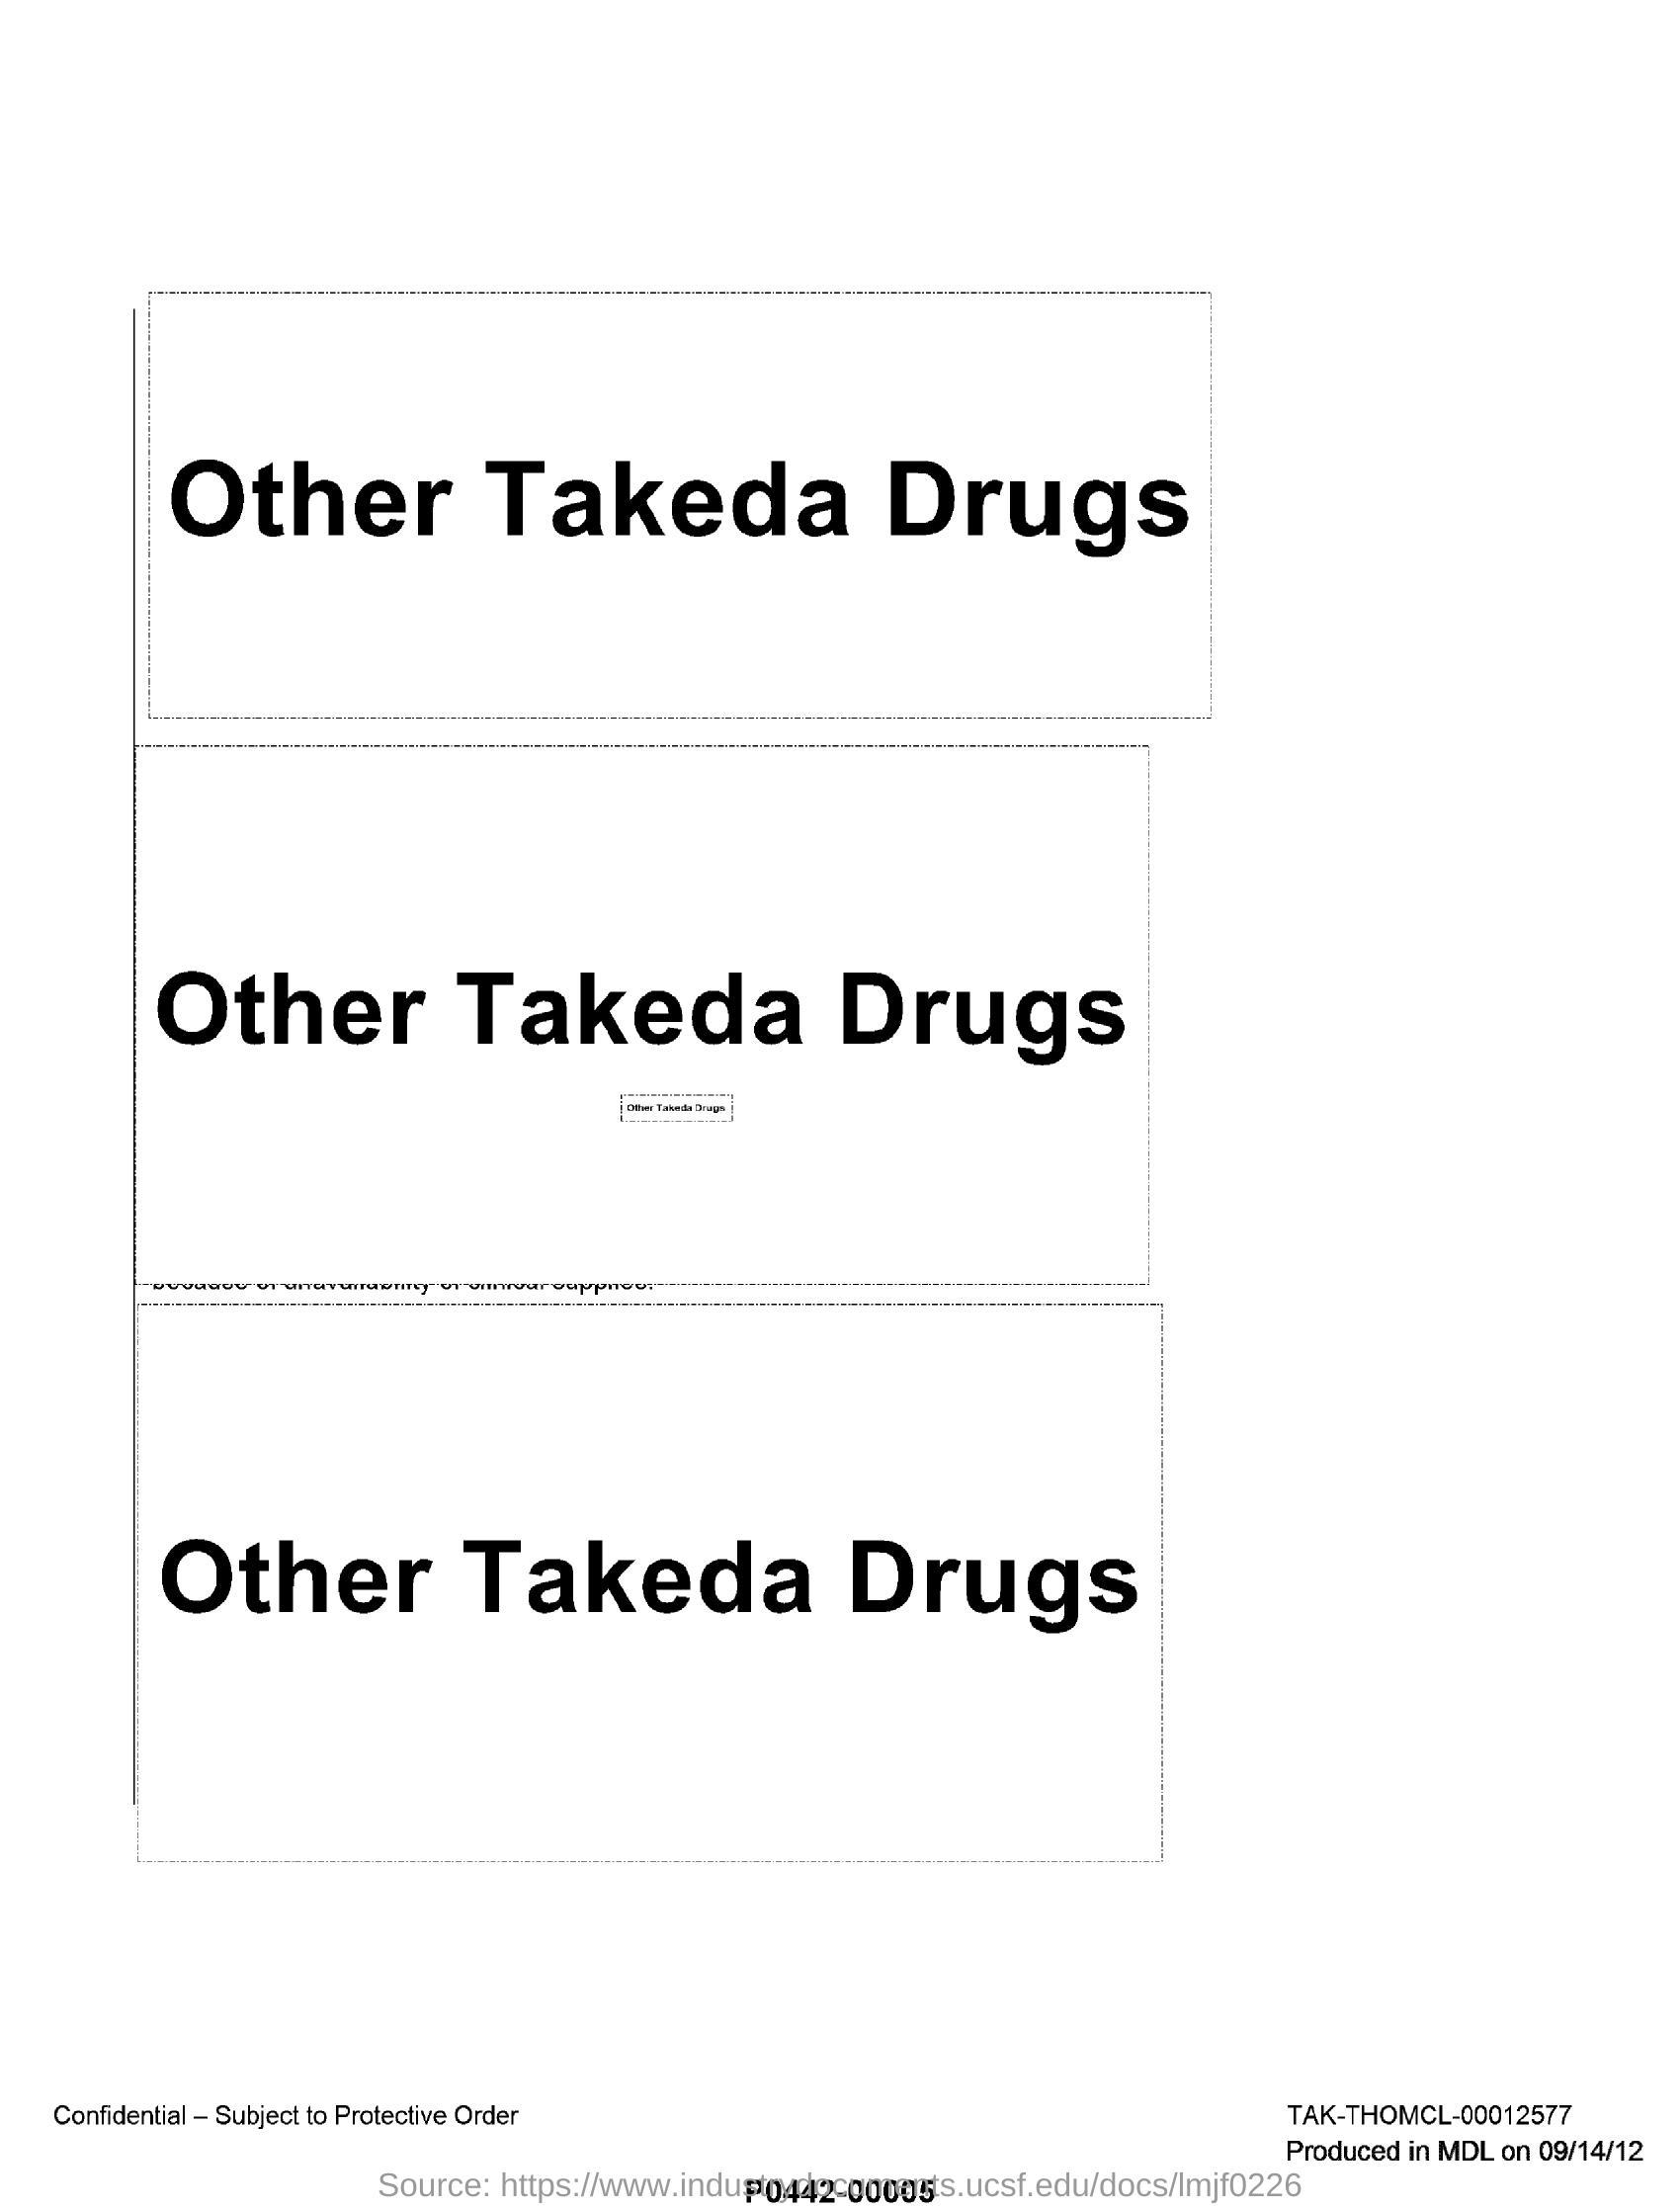 Other Takeda Drugs
Other Takeda Drugs
Other Takeda Drugs
because of unavailability of clinical supplies.
Other Takeda Drugs
Confidential – Subject to Protective Order
TAK-THOMCL-00012577
Produced in MDL on 09/14/12
Source: https://www.industrydocuments.ucsf.edu/docs/lmjf0226
P0442-00005